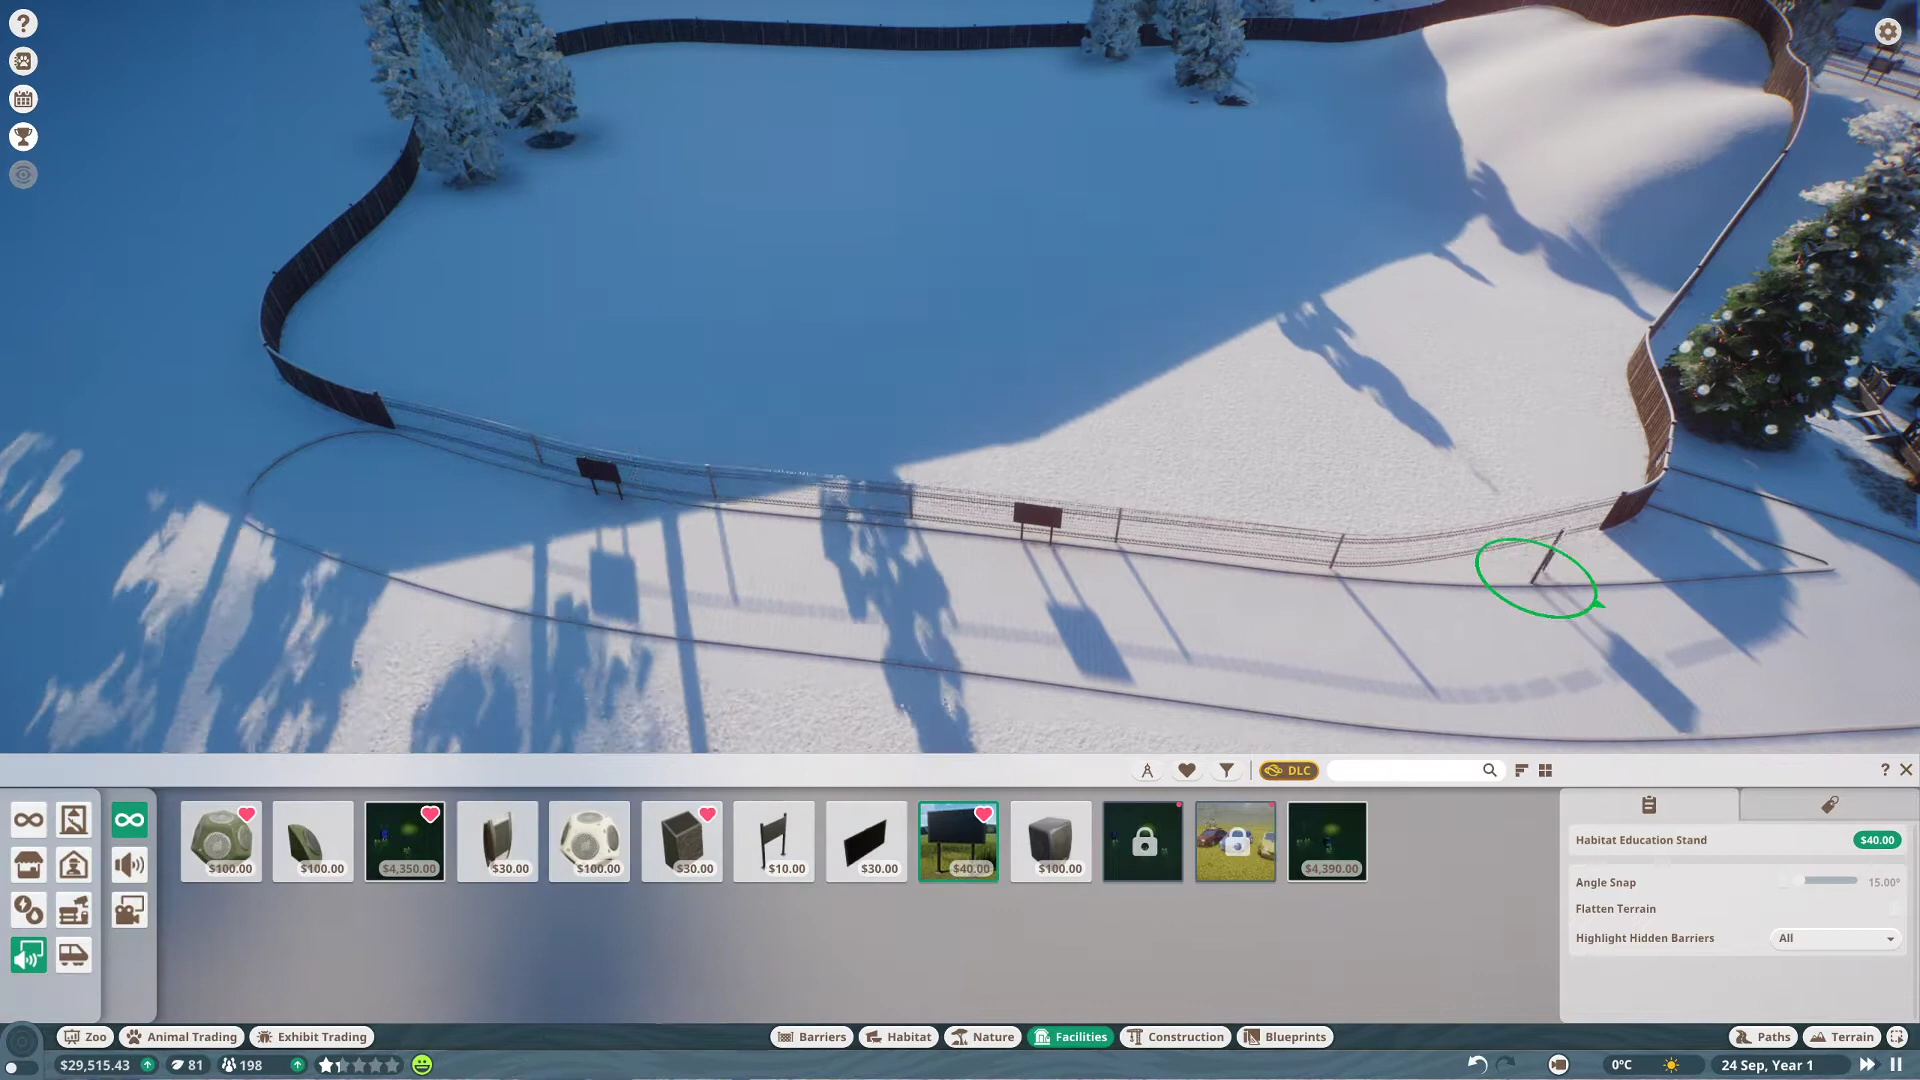 DLC
$100.00
$100.00
$4,350.00
$30.00
$100.00
$30.00
$10.00
$30.00
$40.00
$100.00
$4,390.00
Habitat Education Stand
$40.00
Angle Snap
15.00°
Flatten Terrain
Highlight Hidden Barriers
All
Zoo
Animal Trading
Exhibit Trading
Barriers
Habitat
Nature
Facilities
Construction
Blueprints
Paths
Terrain
$29,515.43
81
198
0°C
24 Sep, Year 1